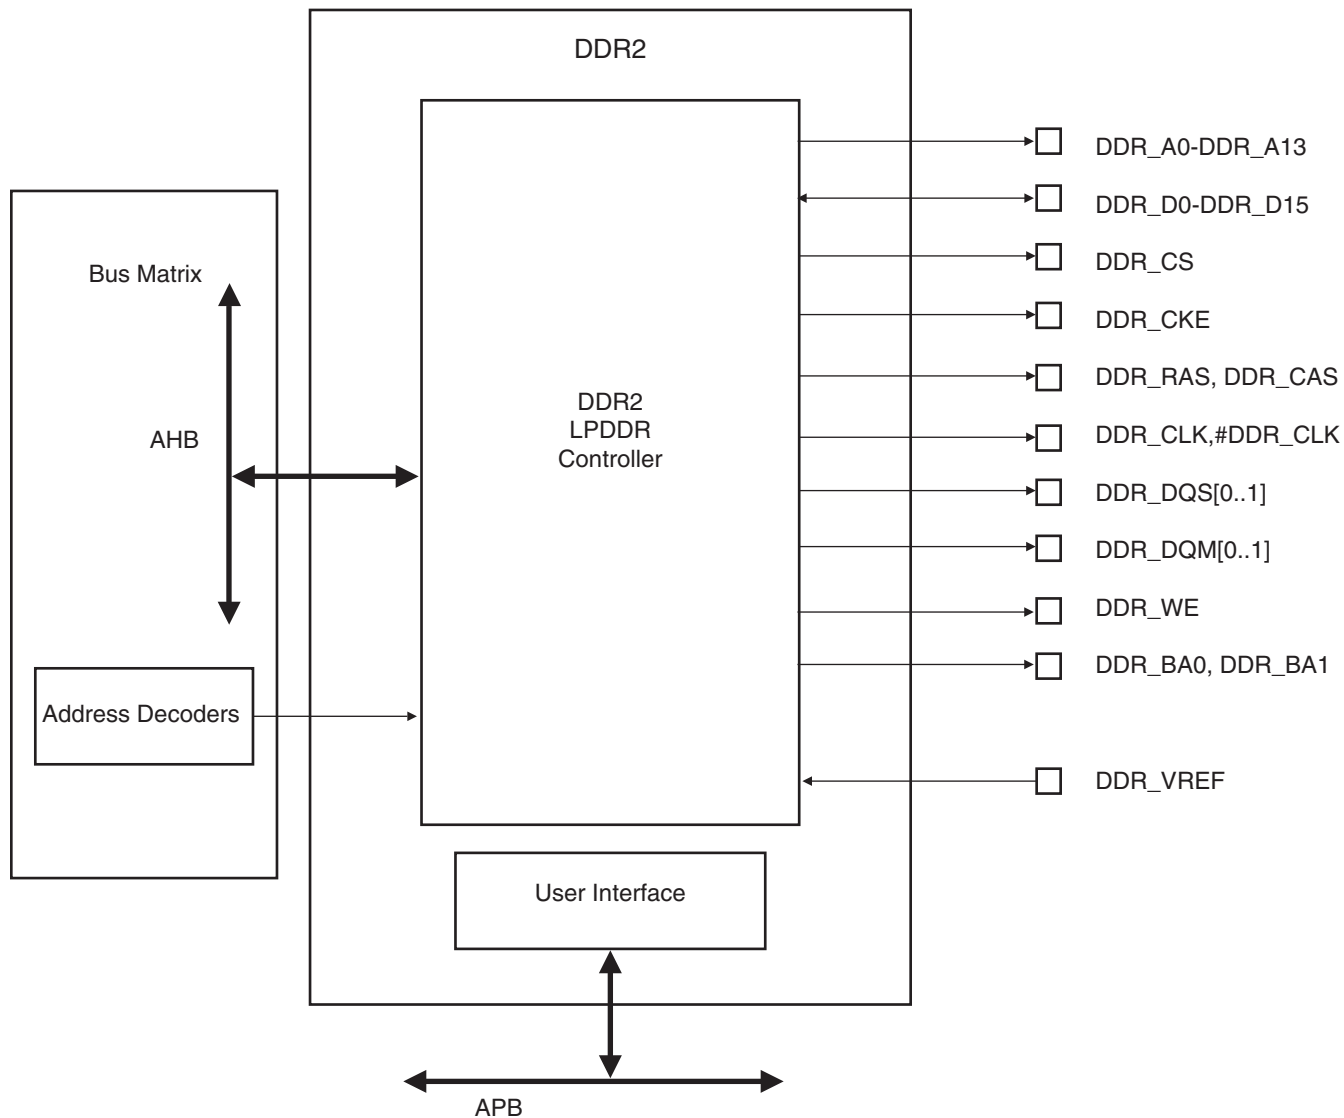 DDR2
DDR_A0-DDR_A13
DDR_D0-DDR_D15
DDR_CS
Bus Matrix
DDR_CKE
DDR_RAS, DDR_CAS
DDR2
LPDDR
Controller
AHB
DDR_CLK,#DDR_CLK
DDR_DQS[0..1]
DDR_DQM[0..1]
DDR_WE
DDR_BA0, DDR_BA1
Address Decoders
DDR_VREF
User Interface
APB